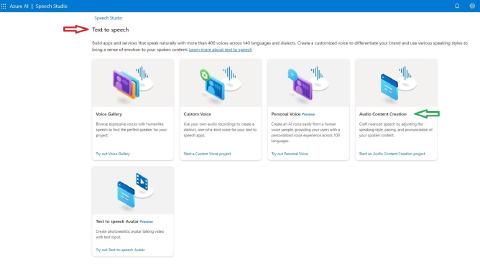 Azure AI | Speech Studio
Speech Studio
Text to speech
Build apps and services that speak naturally with more than 400 voices across 140 languages and dialects. Create a customized voice to differentiate your brand and use various speaking styles to
bring a sense of emotion to your spoken content. Learn more about text to speech
Voice Gallery
Browse expressive voices with humanlike
speech to find the perfect speaker for your
project.
Try out Voice Gallery
Custom Voice
Use your own audio recordings to create a
distinct, one-of-a-kind voice for your text to
speech apps.
Start a Custom Voice project
Personal Voice Preview
Create an AI voice easily from a human
voice sample, providing your users with a
personalized voice experience across 100
languages.
Try out Personal Voice
Audio Content Creation
Craft nuanced speech by adjusting the
speaking style, pacing, and pronunciation of
your spoken content.
Start an Audio Content Creation project
Text to speech Avatar Preview
Create photorealistic avatar talking video
with text input.
Try out Text to speech Avatar